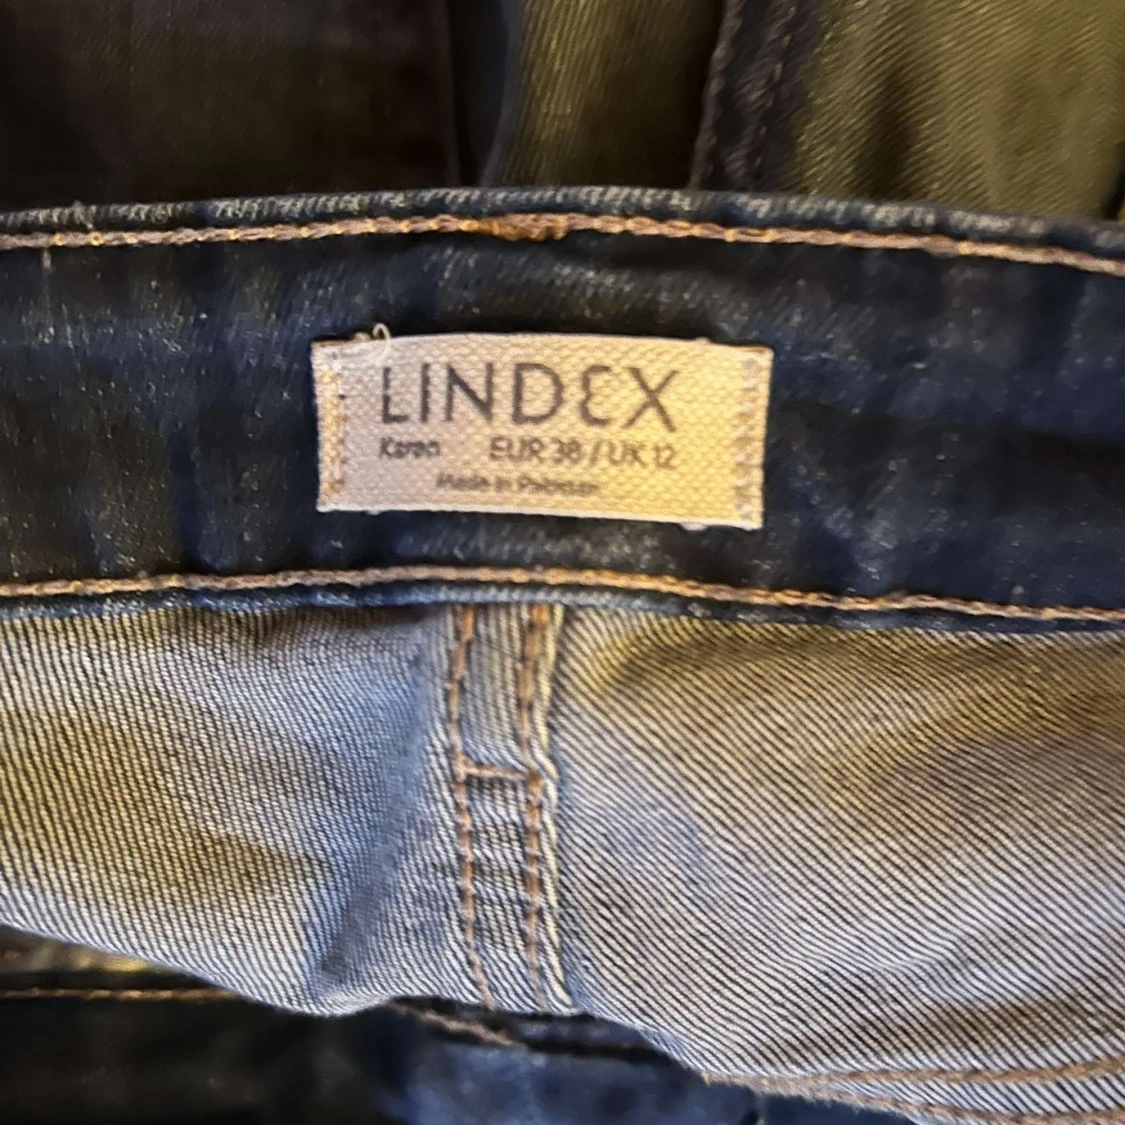 LINDEX
Karen EUR 38 / UK 12
Made in Pakistan